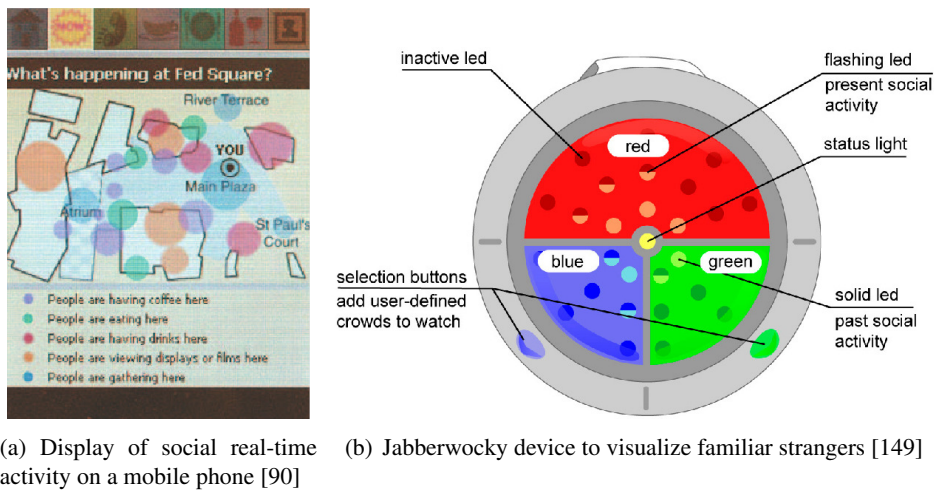 NOW
What's happening at Fed Square?
River Terrace
YOU
Main Plaza
Atrium
St Paul's
Court
People are having coffee here
People are eating here
People are having drinks here
People are viewing displays or films here
People are gathering here
(a) Display of social real-time
activity on a mobile phone [90]
inactive led
flashing led
present social
activity
status light
red
blue
green
selection buttons
add user-defined
crowds to watch
solid led
past social
activity
(b) Jabberwocky device to visualize familiar strangers [149]